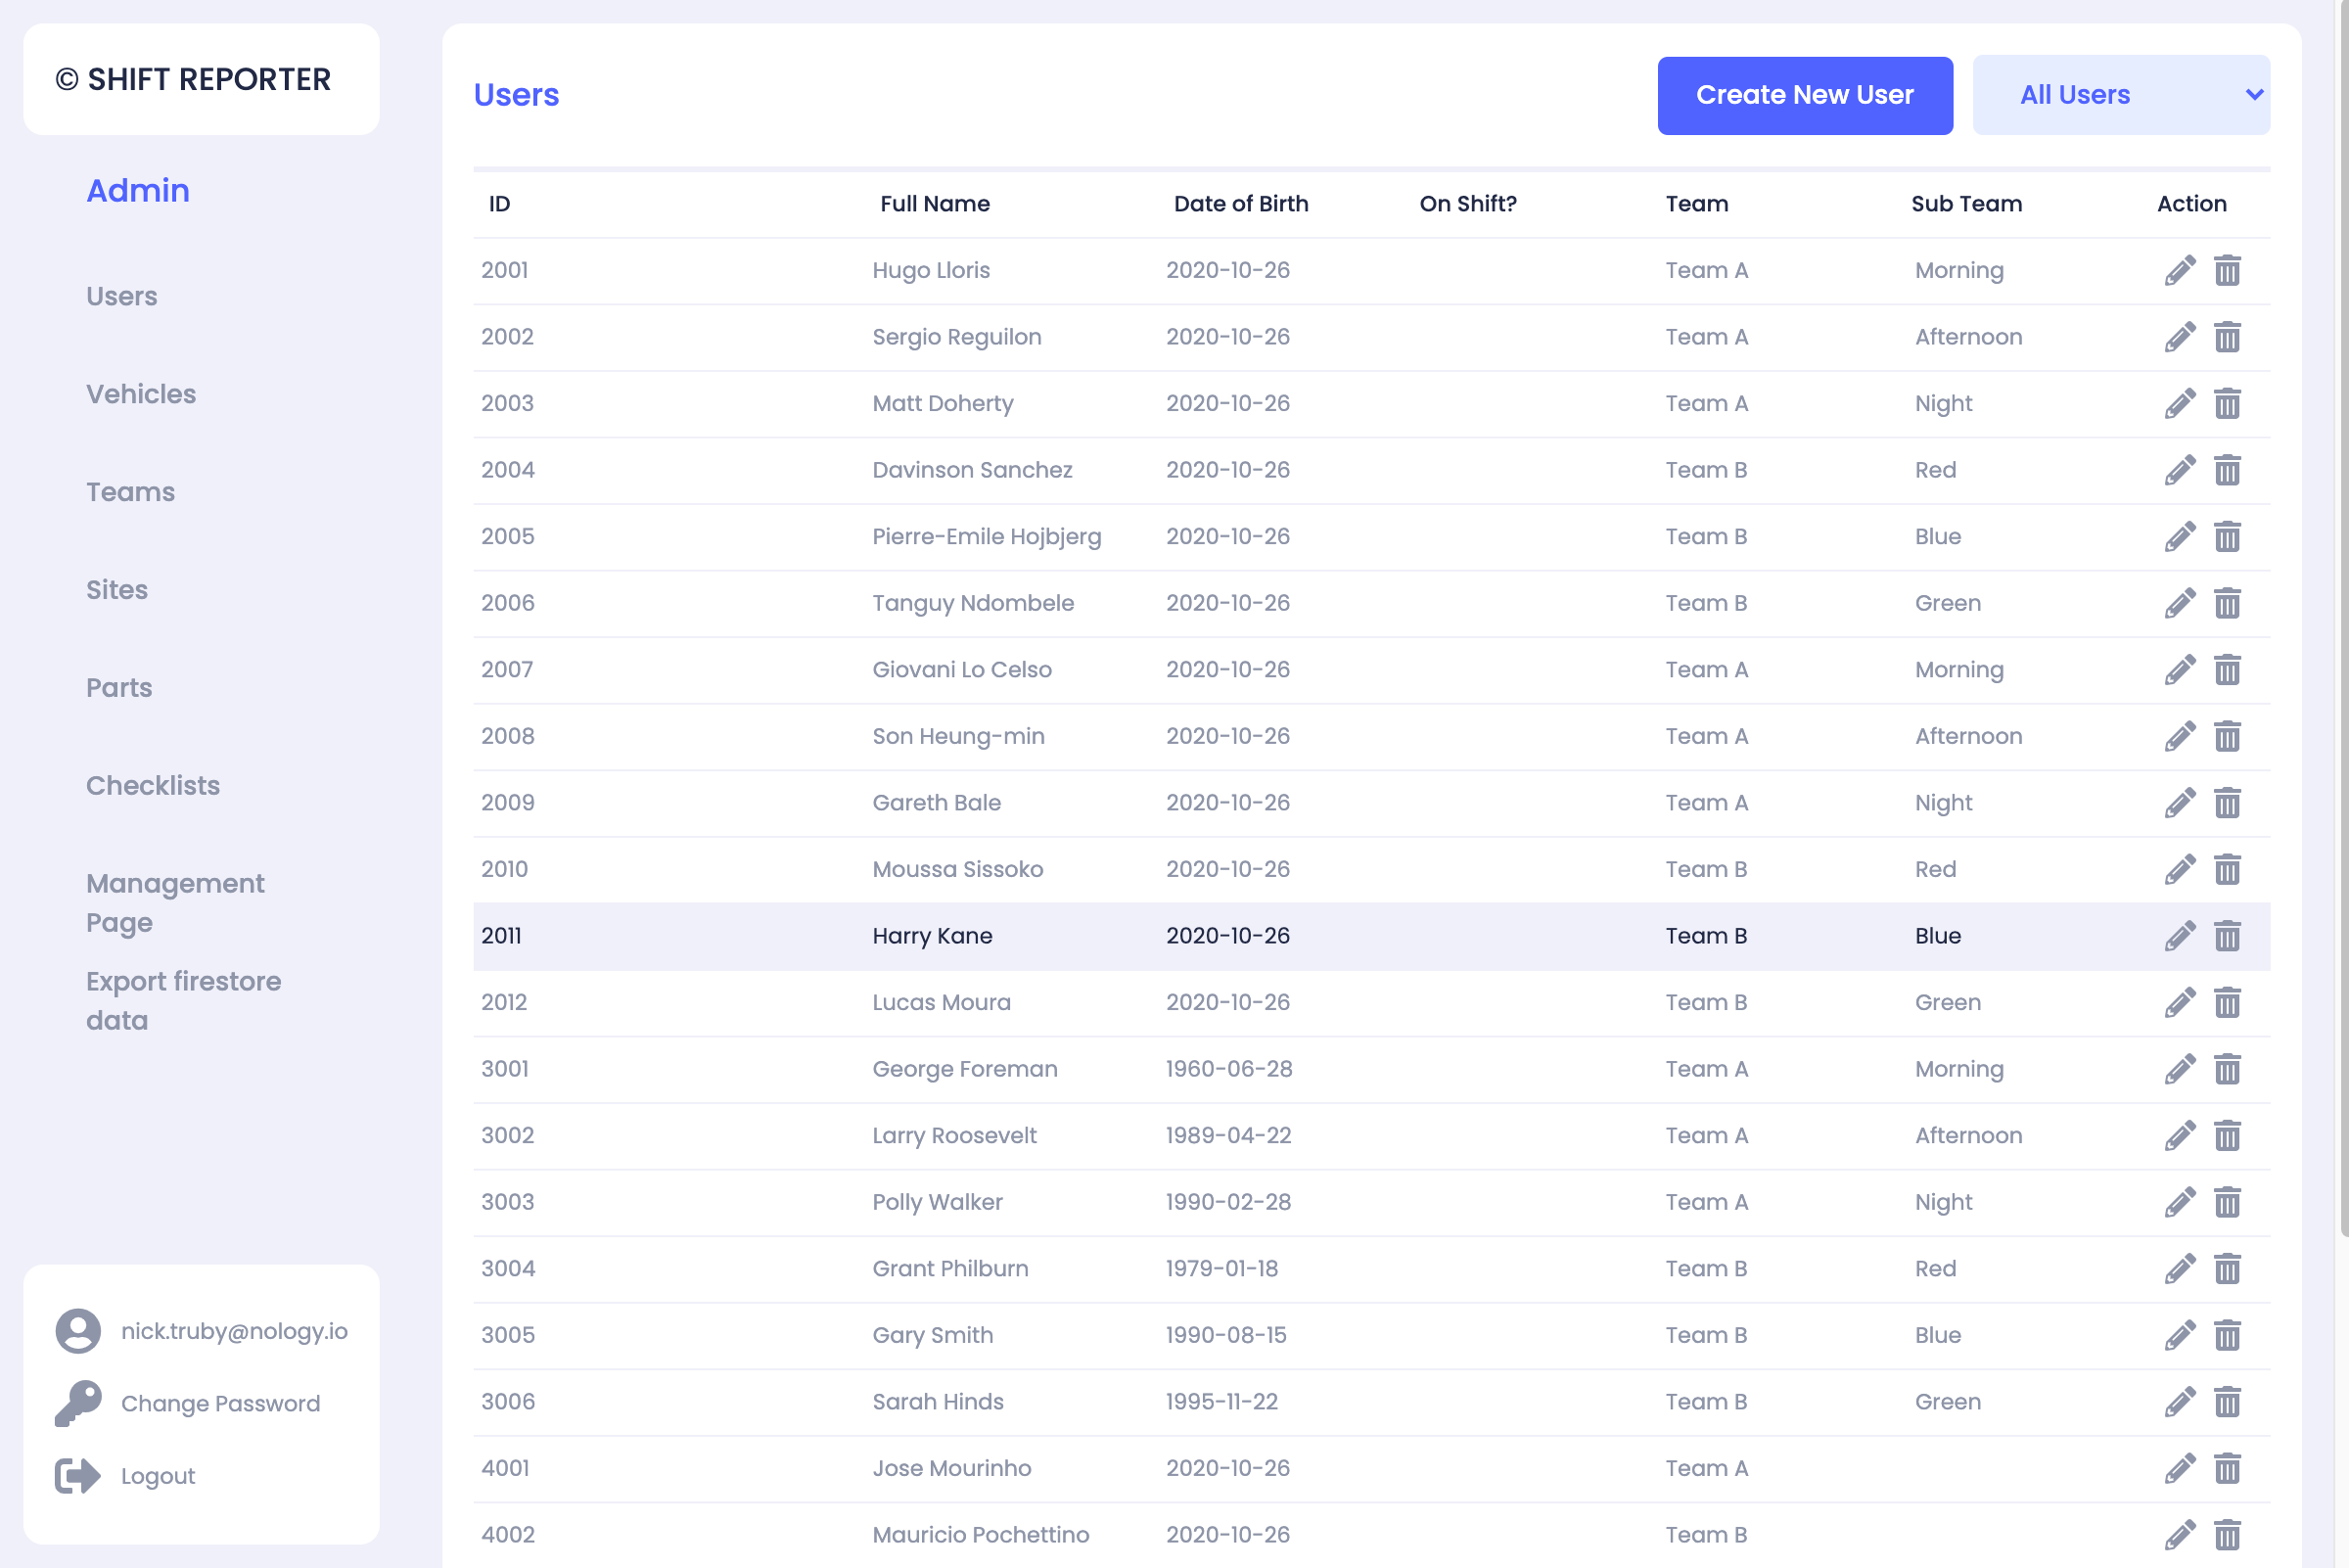 © SHIFT REPORTER
Admin
Users
Vehicles
Teams
Sites
Parts
Checklists
Management
Page
Export firestore
data
nick.truby@nology.io
Change Password
Logout
Users Create New User All Users
ID Full Name Date of Birth On Shift? Team Sub Team Action
2001 Hugo Lloris 2020-10-26 Team A Morning
2002 Sergio Reguilon 2020-10-26 Team A Afternoon
2003 Matt Doherty 2020-10-26 Team A Night
2004 Davinson Sanchez 2020-10-26 Team B Red
2005 Pierre-Emile Hojbjerg 2020-10-26 Team B Blue
2006 Tanguy Ndombele 2020-10-26 Team B Green
2007 Giovani Lo Celso 2020-10-26 Team A Morning
2008 Son Heung-min 2020-10-26 Team A Afternoon
2009 Gareth Bale 2020-10-26 Team A Night
2010 Moussa Sissoko 2020-10-26 Team B Red
2011 Harry Kane 2020-10-26 Team B Blue
2012 Lucas Moura 2020-10-26 Team B Green
3001 George Foreman 1960-06-28 Team A Morning
3002 Larry Roosevelt 1989-04-22 Team A Afternoon
3003 Polly Walker 1990-02-28 Team A Night
3004 Grant Philburn 1979-01-18 Team B Red
3005 Gary Smith 1990-08-15 Team B Blue
3006 Sarah Hinds 1995-11-22 Team B Green
4001 Jose Mourinho 2020-10-26 Team A
4002 Mauricio Pochettino 2020-10-26 Team B